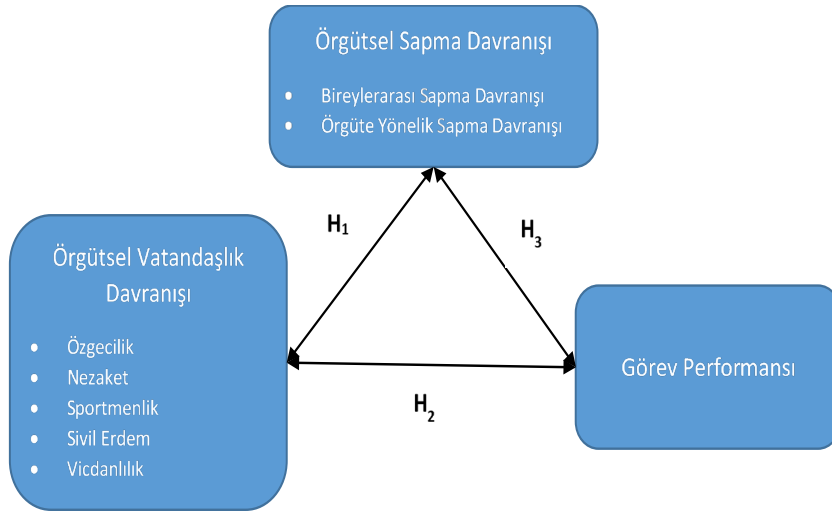 Örgütsel Sapma Davranışı
• Bireylerarası Sapma Davranışı
• Örgüte Yönelik Sapma Davranışı
H1
H3
Örgütsel Vatandaşlık
Davranışı
• Özgecilik
• Nezaket
• Sportmenlik
• Sivil Erdem
• Vicdanlılık
Görev Performansı
H2